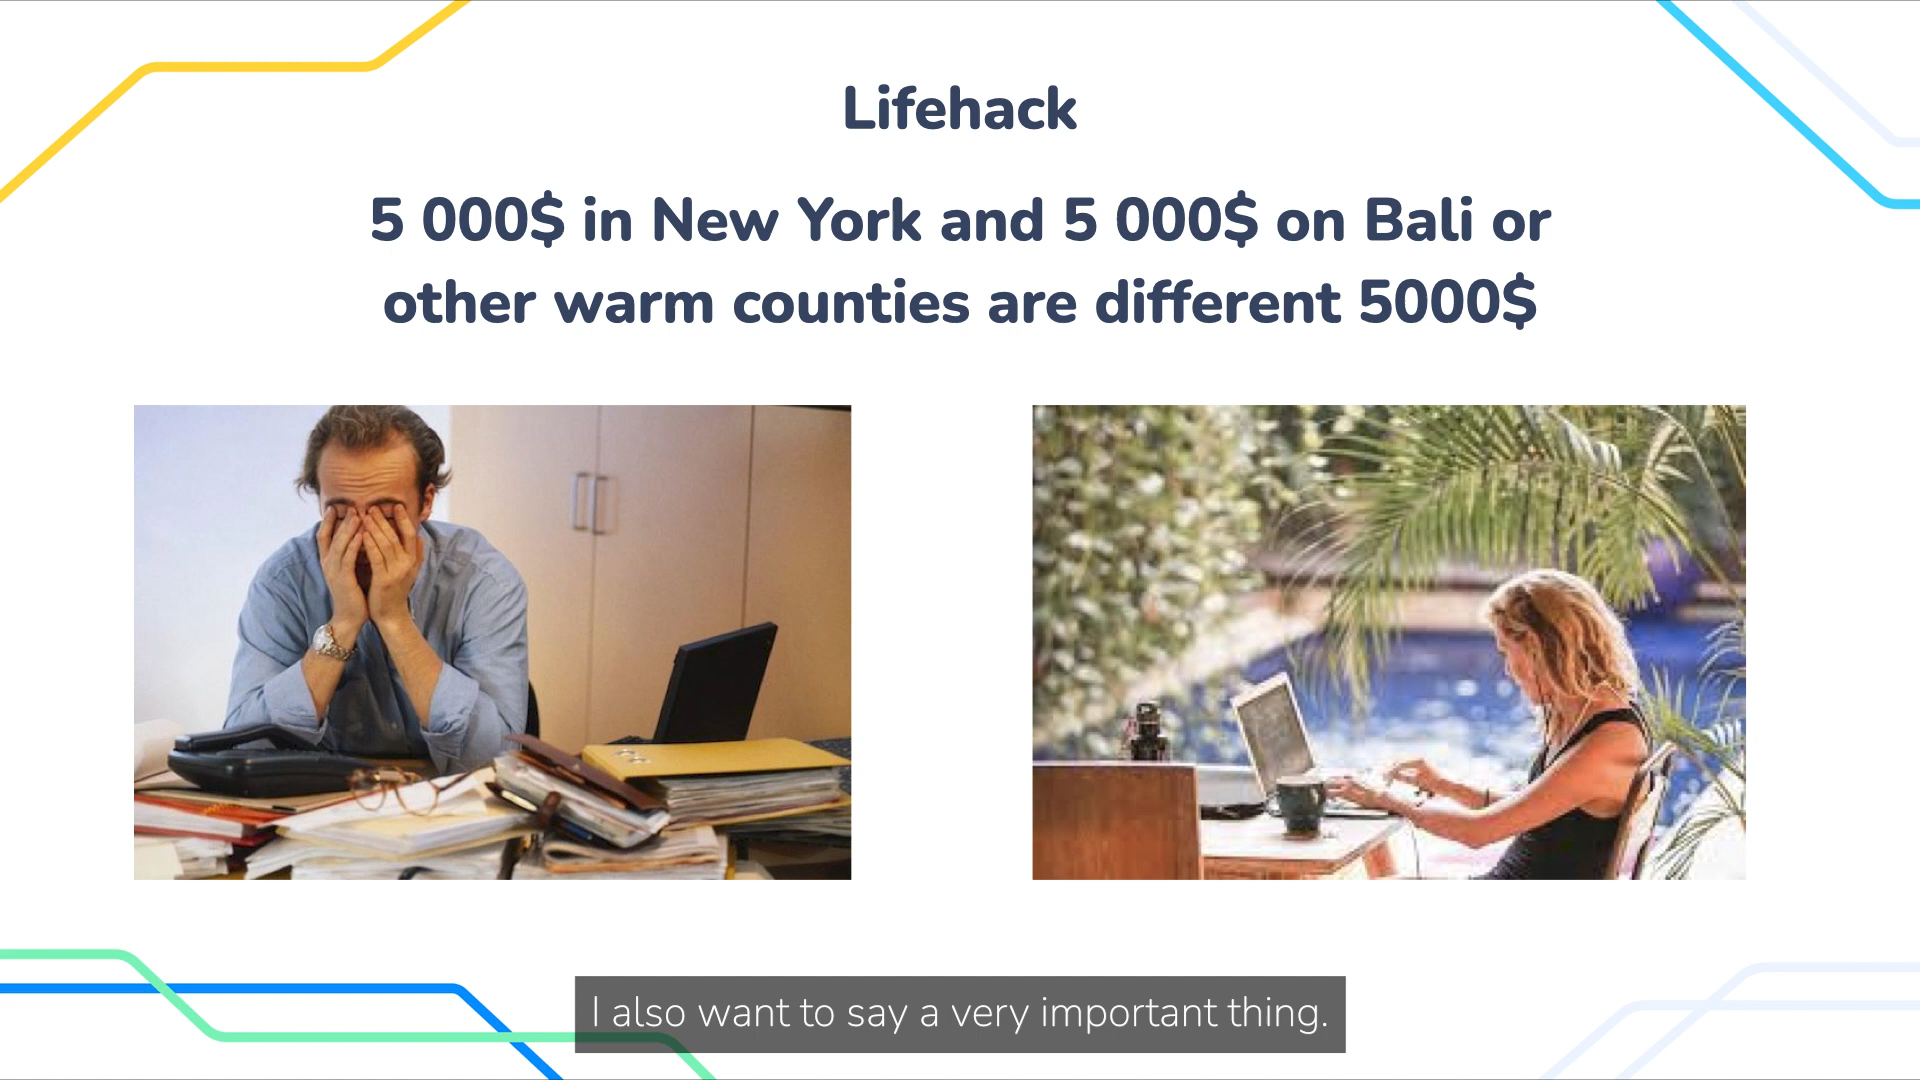 Lifehack
5 000$ in New York and 5 000$ on Bali or
other warm counties are different 5000$
I also want to say a very important thing.